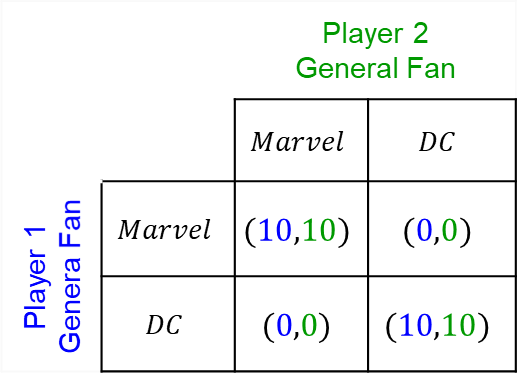 Player 2
General Fan
Marvel DC
Player 1
Genera Fan
Marvel (10,10) (0,0)
DC (0,0) (10,10)